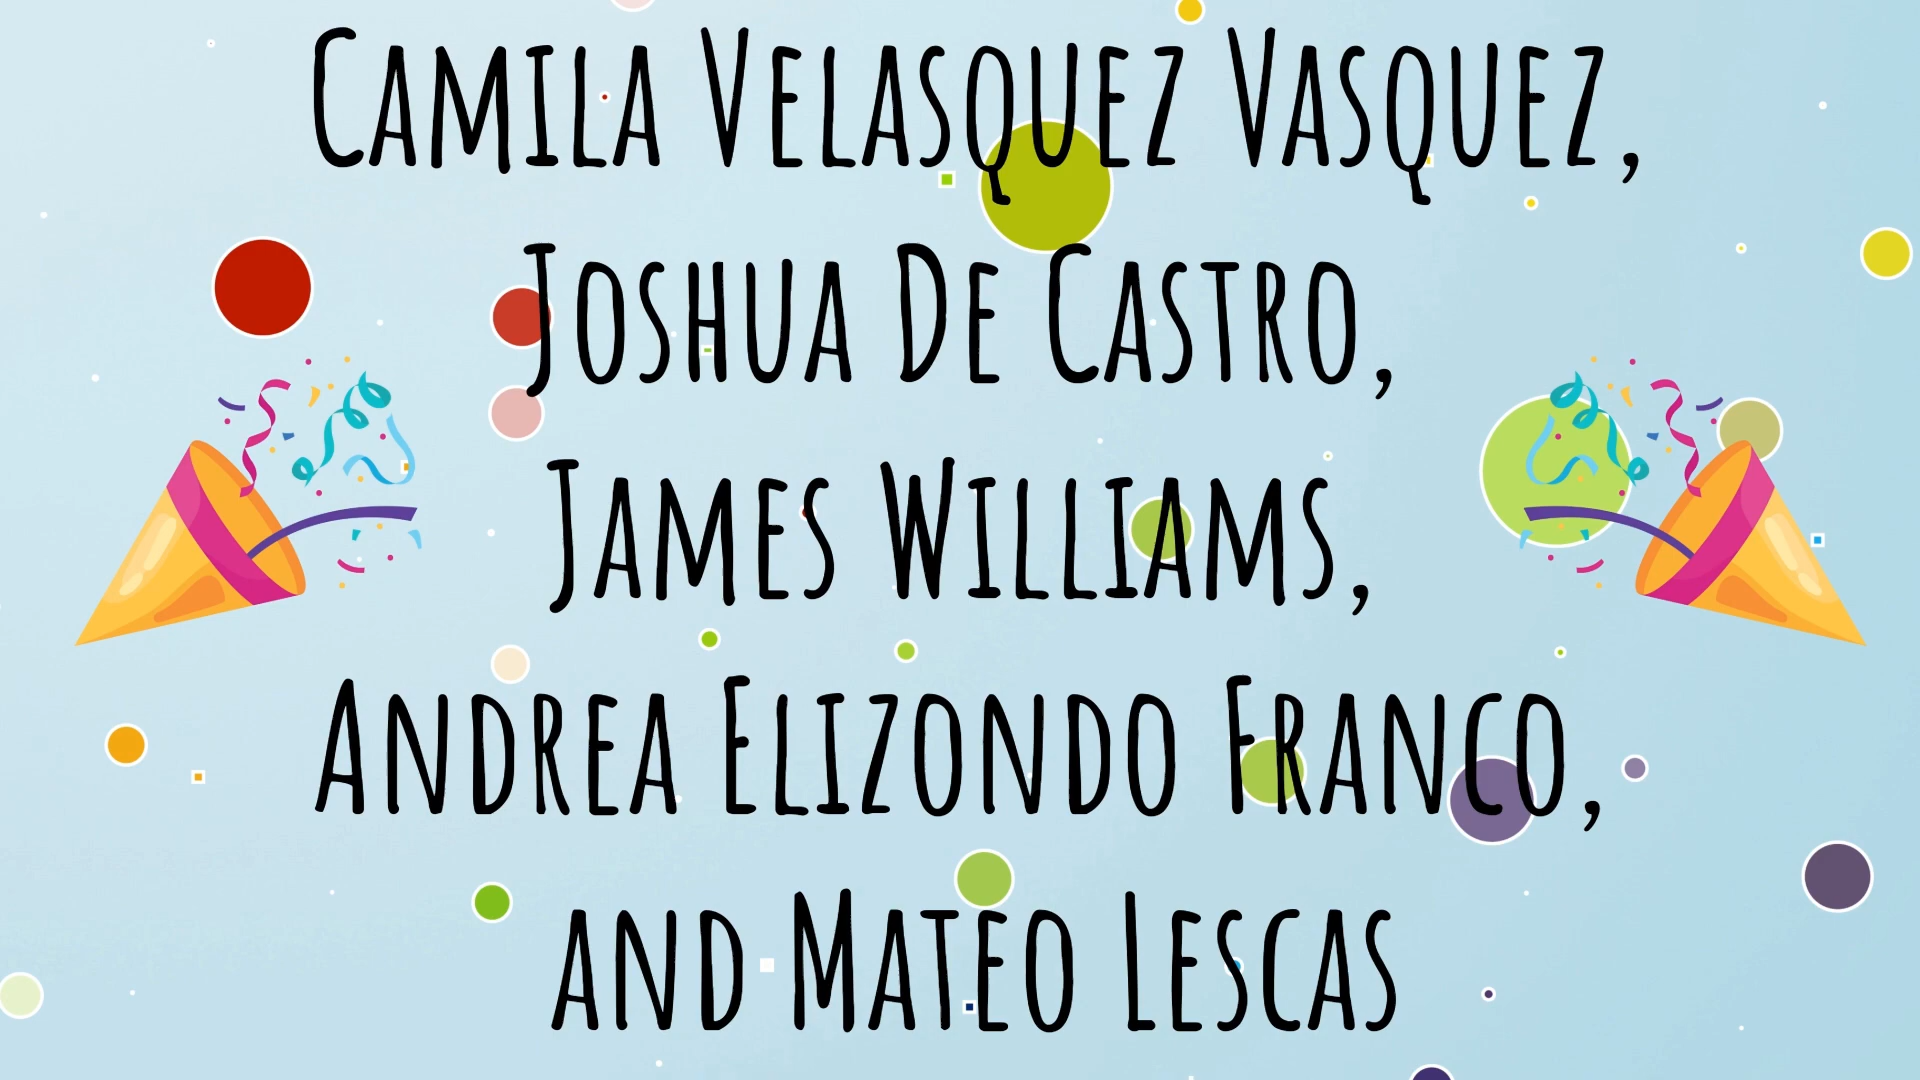 Camila Velasquez Vasquez,
Joshua De Castro,
James Williams,
Andrea Elizondo Franco,
and Mateo Lescas